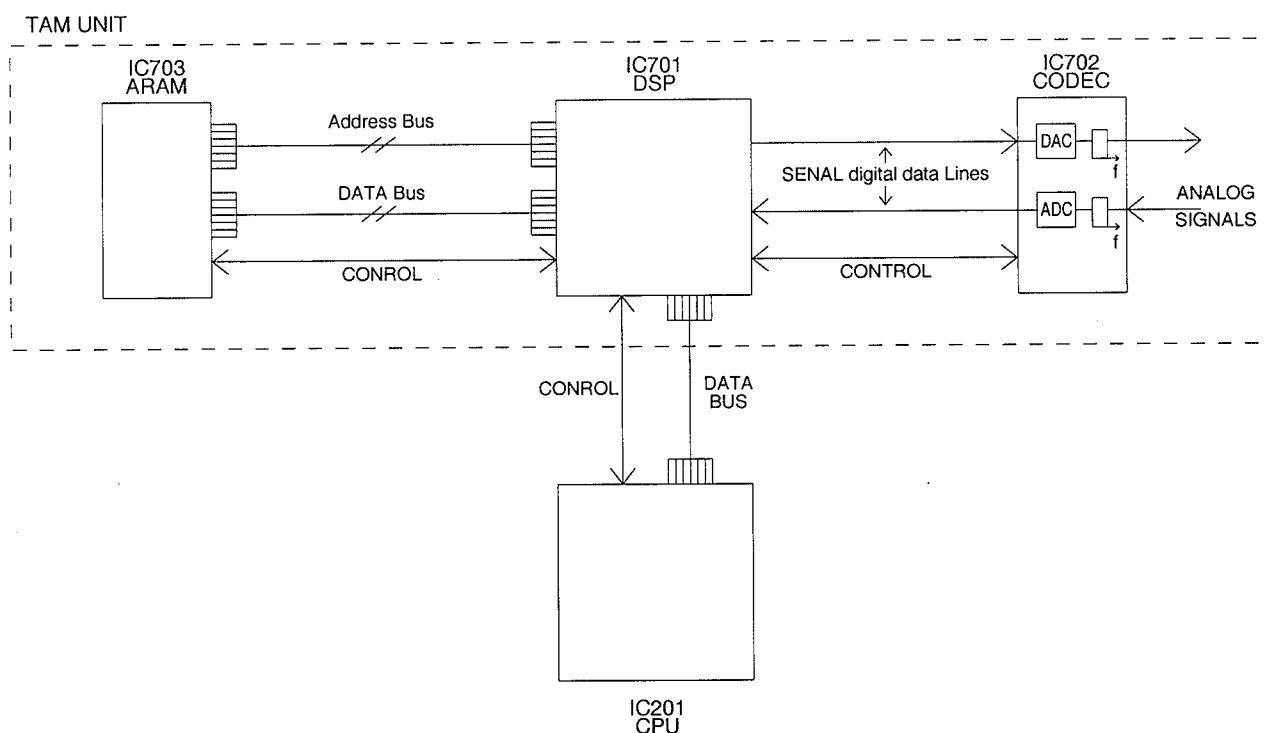 TAM UNIT
IC703
ARAM
IC701
DSP
IC702
CODEC
Address Bus
DATA Bus
CONROL
SENAL digital data Lines
CONTROL
DAC
f
ADC
f
ANALOG
SIGNALS
CONROL
DATA
BUS
IC201
CPU